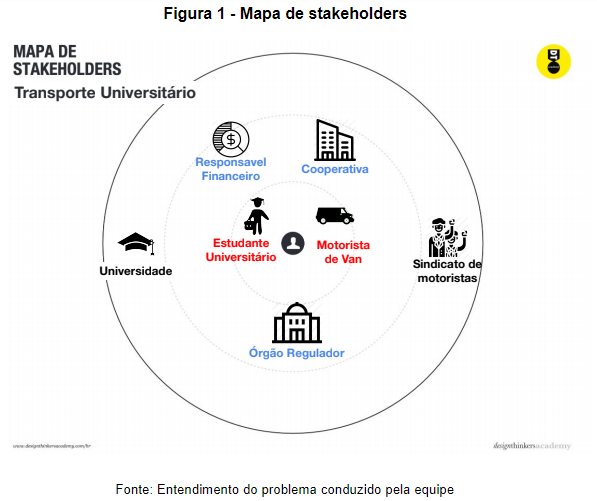 Figura 1 - Mapa de stakeholders
MAPA DE
STAKEHOLDERS
Transporte Universitário
Responsavel
Financeiro
Cooperativa
Estudante
Universitário
Motorista
de Van
Universidade
Sindicato de
motoristas
Órgão Regulador
www.designthinkersacademy.com/br
designthinkersacademy
Fonte: Entendimento do problema conduzido pela equipe